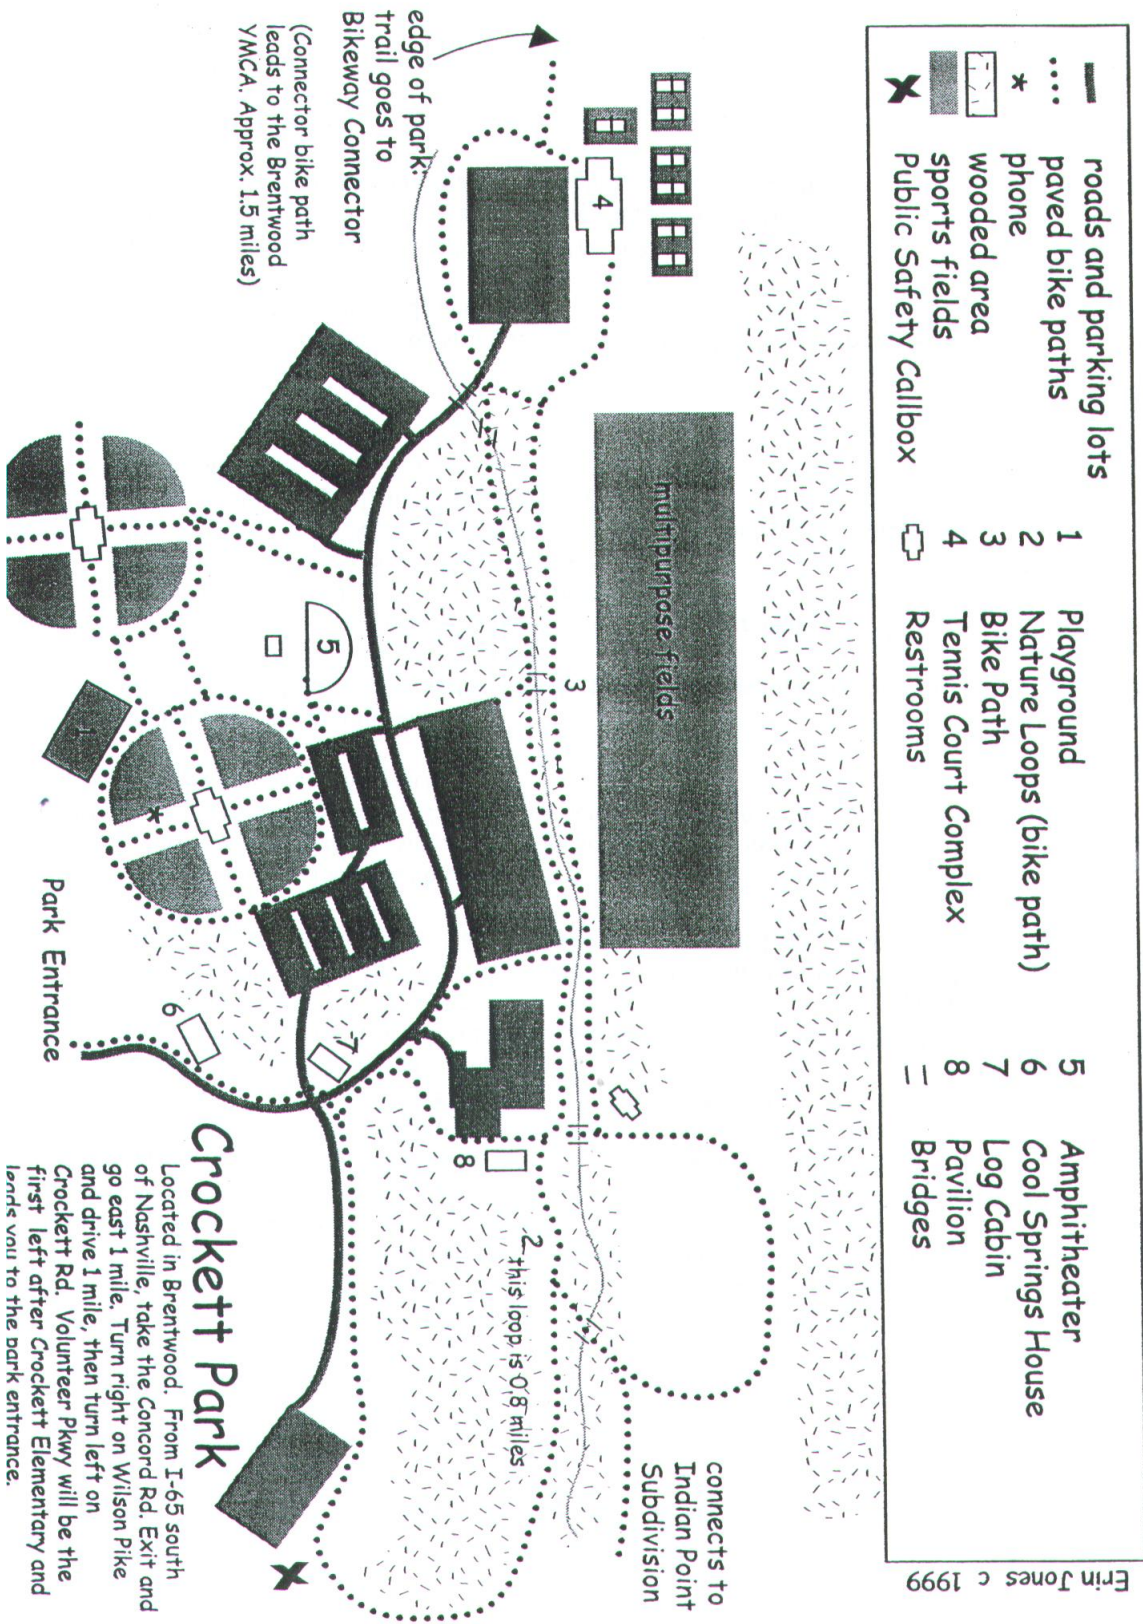 roads and parking lots
paved bike paths
* phone
wooded area
sports fields
Public Safety Callbox
1 Playground
2 Nature Loops (bike path)
3 Bike Path
4 Tennis Court Complex
Restrooms
5 Amphitheater
6 Cool Springs House
7 Log Cabin
8 Pavilion
Bridges
Erin Jones c 1999
edge of park:
trail goes to
Bikeway Connector
(Connector bike path
leads to the Brentwood
YMCA. Approx. 1.5 miles)
4
multipurpose fields
3
5
1
*
6
7
8
2
this loop is 0.8 miles
connects to
Indian Point
Subdivision
Park Entrance
Crockett Park
Located in Brentwood. From I-65 south
of Nashville, take the Concord Rd. Exit and
go east 1 mile. Turn right on Wilson Pike
and drive 1 mile, then turn left on
Crockett Rd. Volunteer Pkwy will be the
first left after Crockett Elementary and
leads you to the park entrance.